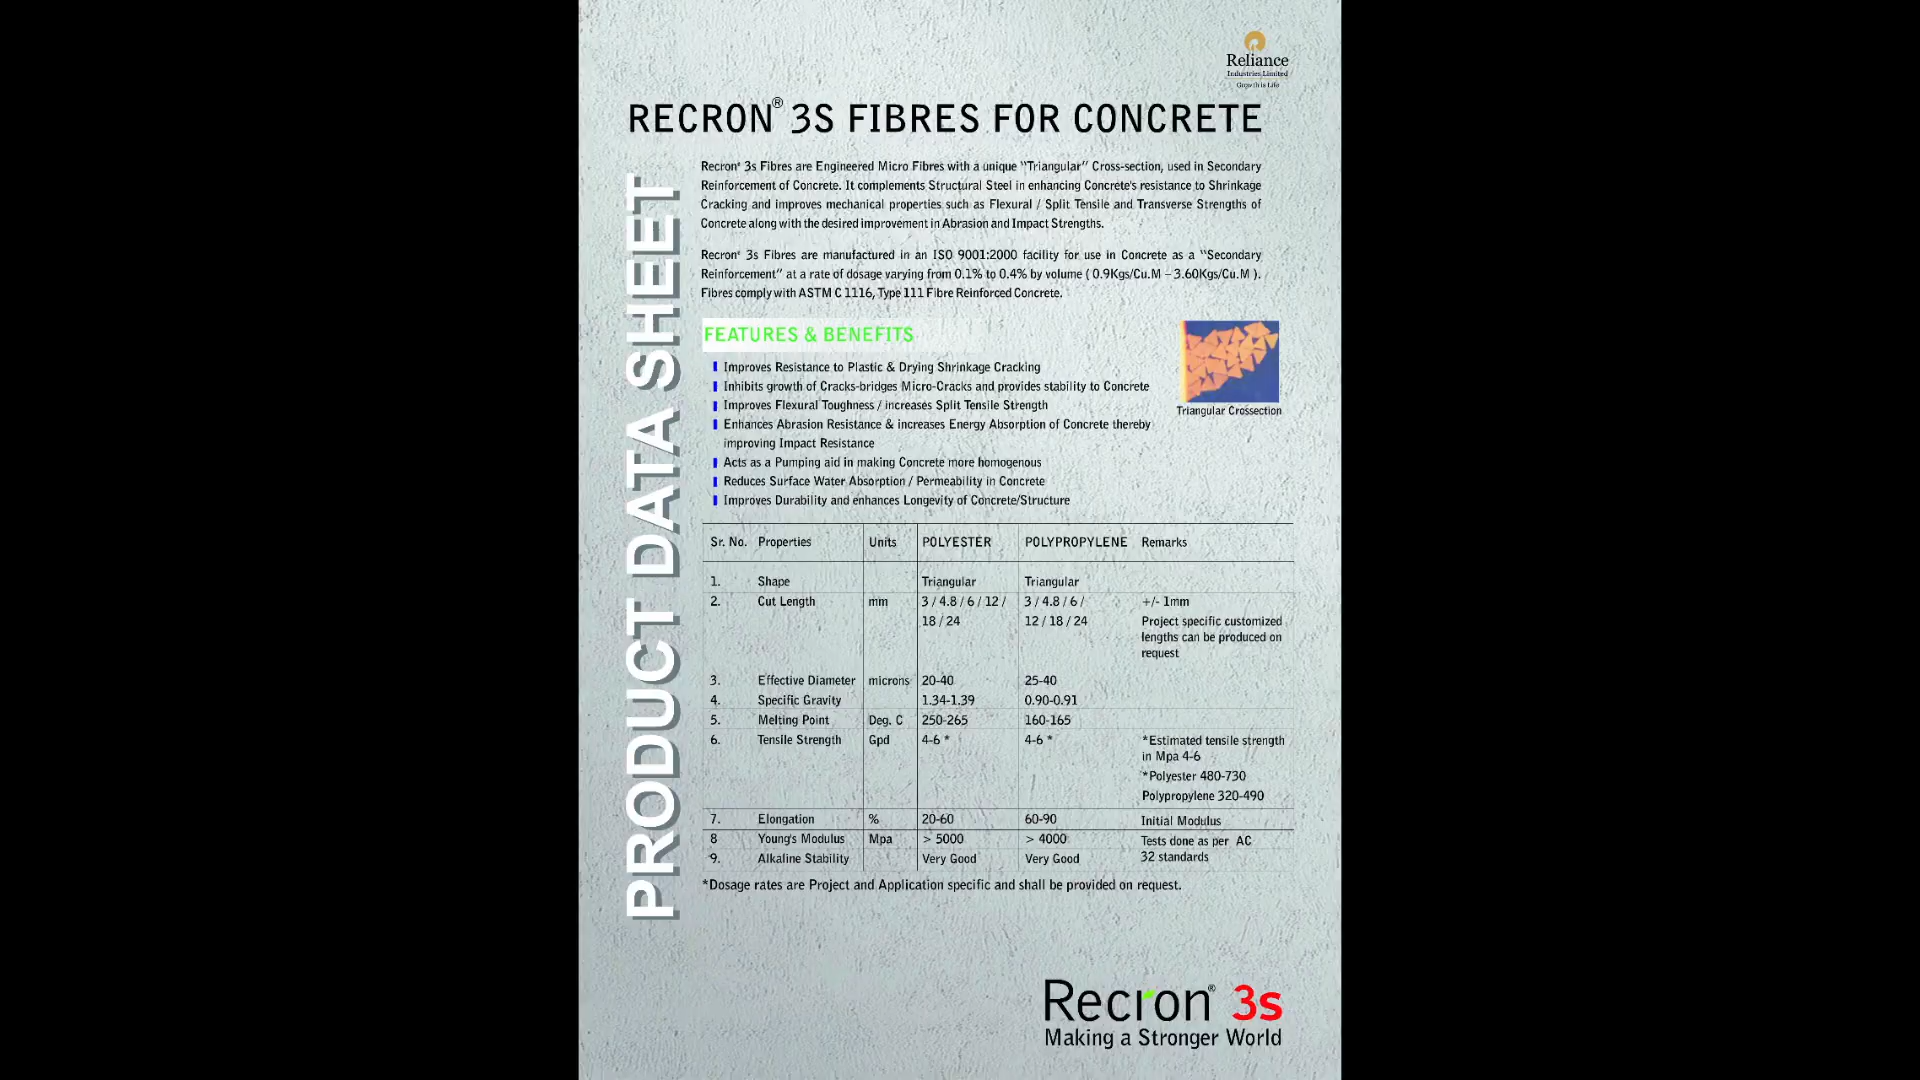 Reliance
Industries Limited
Growth is Life
RECRON® 3S FIBRES FOR CONCRETE
PRODUCT DATA SHEET
Recron® 3s Fibres are Engineered Micro Fibres with a unique "Triangular" Cross-section, used in Secondary
Reinforcement of Concrete. It complements Structural Steel in enhancing Concrete's resistance to Shrinkage
Cracking and improves mechanical properties such as Flexural / Split Tensile and Transverse Strengths of
Concrete along with the desired improvement in Abrasion and Impact Strengths.
Recron® 3s Fibres are manufactured in an ISO 9001:2000 facility for use in Concrete as a "Secondary
Reinforcement" at a rate of dosage varying from 0.1% to 0.4% by volume ( 0.9Kgs/Cu.M – 3.60Kgs/Cu.M ).
Fibres comply with ASTM C 1116, Type 111 Fibre Reinforced Concrete.
FEATURES & BENEFITS
Improves Resistance to Plastic & Drying Shrinkage Cracking
Inhibits growth of Cracks-bridges Micro-Cracks and provides stability to Concrete
Improves Flexural Toughness / increases Split Tensile Strength
Enhances Abrasion Resistance & increases Energy Absorption of Concrete thereby
improving Impact Resistance
Acts as a Pumping aid in making Concrete more homogenous
Reduces Surface Water Absorption / Permeability in Concrete
Improves Durability and enhances Longevity of Concrete/Structure
Triangular Crossection
Sr. No. Properties Units POLYESTER POLYPROPYLENE Remarks
1. Shape Triangular Triangular
2. Cut Length mm 3 / 4.8 / 6 / 12 / 3 / 4.8 / 6 / +/- 1mm
18 / 24 12 / 18 / 24 Project specific customized
lengths can be produced on
request
3. Effective Diameter microns 20-40 25-40
4. Specific Gravity 1.34-1.39 0.90-0.91
5. Melting Point Deg. C 250-265 160-165
6. Tensile Strength Gpd 4-6 * 4-6 * *Estimated tensile strength
in Mpa 4-6
*Polyester 480-730
Polypropylene 320-490
7. Elongation % 20-60 60-90 Initial Modulus
8 Young's Modulus Mpa > 5000 > 4000 Tests done as per AC
9. Alkaline Stability Very Good Very Good 32 standards
*Dosage rates are Project and Application specific and shall be provided on request.
Recron® 3s
Making a Stronger World